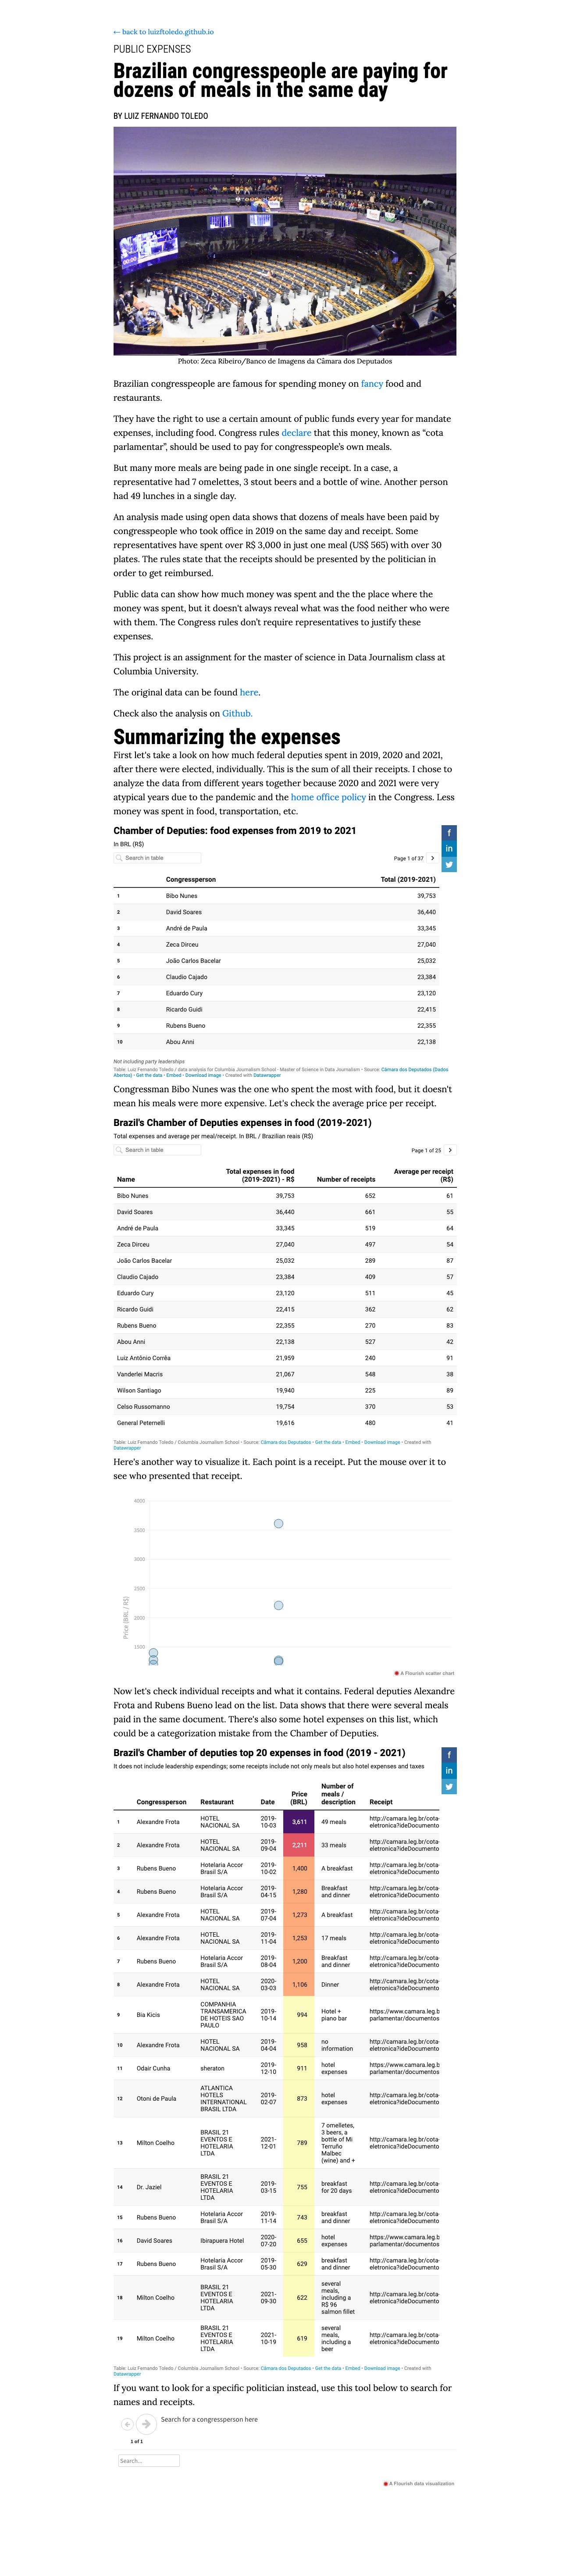 ← back to luizftoledo.github.io
PUBLIC EXPENSES
Brazilian congresspeople are paying for
dozens of meals in the same day
BY LUIZ FERNANDO TOLEDO
Photo: Zeca Ribeiro/Banco de Imagens da Câmara dos Deputados
Brazilian congresspeople are famous for spending money on fancy food and
restaurants.
They have the right to use a certain amount of public funds every year for mandate
expenses, including food. Congress rules declare that this money, known as “cota
parlamentar”, should be used to pay for congresspeople’s own meals.
But many more meals are being pade in one single receipt. In a case, a
representative had 7 omelettes, 3 stout beers and a bottle of wine. Another person
had 49 lunches in a single day.
An analysis made using open data shows that dozens of meals have been paid by
congresspeople who took office in 2019 on the same day and receipt. Some
representatives have spent over R$ 3,000 in just one meal (US$ 565) with over 30
plates. The rules state that the receipts should be presented by the politician in
order to get reimbursed.
Public data can show how much money was spent and the the place where the
money was spent, but it doesn't always reveal what was the food neither who were
with them. The Congress rules don’t require representatives to justify these
expenses.
This project is an assignment for the master of science in Data Journalism class at
Columbia University.
The original data can be found here.
Check also the analysis on Github.
Summarizing the expenses
First let's take a look on how much federal deputies spent in 2019, 2020 and 2021,
after there were elected, individually. This is the sum of all their receipts. I chose to
analyze the data from different years together because 2020 and 2021 were very
atypical years due to the pandemic and the home office policy in the Congress. Less
money was spent in food, transportation, etc.
Chamber of Deputies: food expenses from 2019 to 2021
In BRL (R$)
Search in table Page 1 of 37 >
Congressperson Total (2019-2021)
1 Bibo Nunes 39,753
2 David Soares 36,440
3 André de Paula 33,345
4 Zeca Dirceu 27,040
5 João Carlos Bacelar 25,032
6 Claudio Cajado 23,384
7 Eduardo Cury 23,120
8 Ricardo Guidi 22,415
9 Rubens Bueno 22,355
10 Abou Anni 22,138
Not including party leaderships
Table: Luiz Fernando Toledo / data analysis for Columbia Journalism School - Master of Science in Data Journalism • Source: Câmara dos Deputados (Dados
Abertos) • Get the data • Embed • Download image • Created with Datawrapper
Congressman Bibo Nunes was the one who spent the most with food, but it doesn't
mean his meals were more expensive. Let's check the average price per receipt.
Brazil's Chamber of Deputies expenses in food (2019-2021)
Total expenses and average per meal/receipt. In BRL / Brazilian reais (R$)
Search in table Page 1 of 25 >
Total expenses in food Average per receipt
Name (2019-2021) - R$ Number of receipts (R$)
Bibo Nunes 39,753 652 61
David Soares 36,440 661 55
André de Paula 33,345 519 64
Zeca Dirceu 27,040 497 54
João Carlos Bacelar 25,032 289 87
Claudio Cajado 23,384 409 57
Eduardo Cury 23,120 511 45
Ricardo Guidi 22,415 362 62
Rubens Bueno 22,355 270 83
Abou Anni 22,138 527 42
Luiz Antônio Corrêa 21,959 240 91
Vanderlei Macris 21,067 548 38
Wilson Santiago 19,940 225 89
Celso Russomanno 19,754 370 53
General Peternelli 19,616 480 41
Table: Luiz Fernando Toledo / Columbia Journalism School • Source: Câmara dos Deputados • Get the data • Embed • Download image • Created with
Datawrapper
Here's another way to visualize it. Each point is a receipt. Put the mouse over it to
see who presented that receipt.
4000
3500
3000
2500
2000
1500
Price (BRL / R$)
A Flourish scatter chart
Now let's check individual receipts and what it contains. Federal deputies Alexandre
Frota and Rubens Bueno lead on the list. Data shows that there were several meals
paid in the same document. There's also some hotel expenses on this list, which
could be a categorization mistake from the Chamber of Deputies.
Brazil's Chamber of deputies top 20 expenses in food (2019 - 2021)
It does not include leadership expendings; some receipts include not only meals but also hotel expenses and taxes
Number of
Price meals /
Congressperson Restaurant Date (BRL) description Receipt
1 Alexandre Frota HOTEL NACIONAL SA 2019-10-03 3,611 49 meals http://camara.leg.br/cota-eletronica?ideDocumento
2 Alexandre Frota HOTEL NACIONAL SA 2019-09-04 2,211 33 meals http://camara.leg.br/cota-eletronica?ideDocumento
3 Rubens Bueno Hotelaria Accor Brasil S/A 2019-10-02 1,400 A breakfast http://camara.leg.br/cota-eletronica?ideDocumento
4 Rubens Bueno Hotelaria Accor Brasil S/A 2019-04-15 1,280 Breakfast and dinner http://camara.leg.br/cota-eletronica?ideDocumento
5 Alexandre Frota HOTEL NACIONAL SA 2019-07-04 1,273 A breakfast http://camara.leg.br/cota-eletronica?ideDocumento
6 Alexandre Frota HOTEL NACIONAL SA 2019-11-04 1,253 17 meals http://camara.leg.br/cota-eletronica?ideDocumento
7 Rubens Bueno Hotelaria Accor Brasil S/A 2019-08-04 1,200 Breakfast and dinner http://camara.leg.br/cota-eletronica?ideDocumento
8 Alexandre Frota HOTEL NACIONAL SA 2020-03-03 1,106 Dinner http://camara.leg.br/cota-eletronica?ideDocumento
9 Bia Kicis COMPANHIA TRANSAMERICA DE HOTEIS SAO PAULO 2019-10-14 994 Hotel + piano bar https://www.camara.leg.b parlamentar/documentos
10 Alexandre Frota HOTEL NACIONAL SA 2019-04-04 958 no information http://camara.leg.br/cota-eletronica?ideDocumento
11 Odair Cunha sheraton 2019-12-10 911 hotel expenses https://www.camara.leg.b parlamentar/documentos
12 Otoni de Paula ATLANTICA HOTELS INTERNATIONAL BRASIL LTDA 2019-02-07 873 hotel expenses http://camara.leg.br/cota-eletronica?ideDocumento
13 Milton Coelho BRASIL 21 EVENTOS E HOTELARIA LTDA 2021-12-01 789 7 omelletes, 3 beers, a bottle of Mi Terruño Malbec (wine) and + http://camara.leg.br/cota-eletronica?ideDocumento
14 Dr. Jaziel BRASIL 21 EVENTOS E HOTELARIA LTDA 2019-03-15 755 breakfast for 20 days http://camara.leg.br/cota-eletronica?ideDocumento
15 Rubens Bueno Hotelaria Accor Brasil S/A 2019-11-14 743 breakfast and dinner http://camara.leg.br/cota-eletronica?ideDocumento
16 David Soares Ibirapuera Hotel 2020-07-20 655 hotel expenses https://www.camara.leg.b parlamentar/documentos
17 Rubens Bueno Hotelaria Accor Brasil S/A 2019-05-30 629 breakfast and dinner http://camara.leg.br/cota-eletronica?ideDocumento
18 Milton Coelho BRASIL 21 EVENTOS E HOTELARIA LTDA 2021-09-30 622 several meals, including a R$ 96 salmon fillet http://camara.leg.br/cota-eletronica?ideDocumento
19 Milton Coelho BRASIL 21 EVENTOS E HOTELARIA LTDA 2021-10-19 619 several meals, including a beer http://camara.leg.br/cota-eletronica?ideDocumento
Table: Luiz Fernando Toledo / Columbia Journalism School • Source: Câmara dos Deputados • Get the data • Embed • Download image • Created with
Datawrapper
If you want to look for a specific politician instead, use this tool below to search for
names and receipts.
Search for a congressperson here
1 of 1
Search...
A Flourish data visualisation